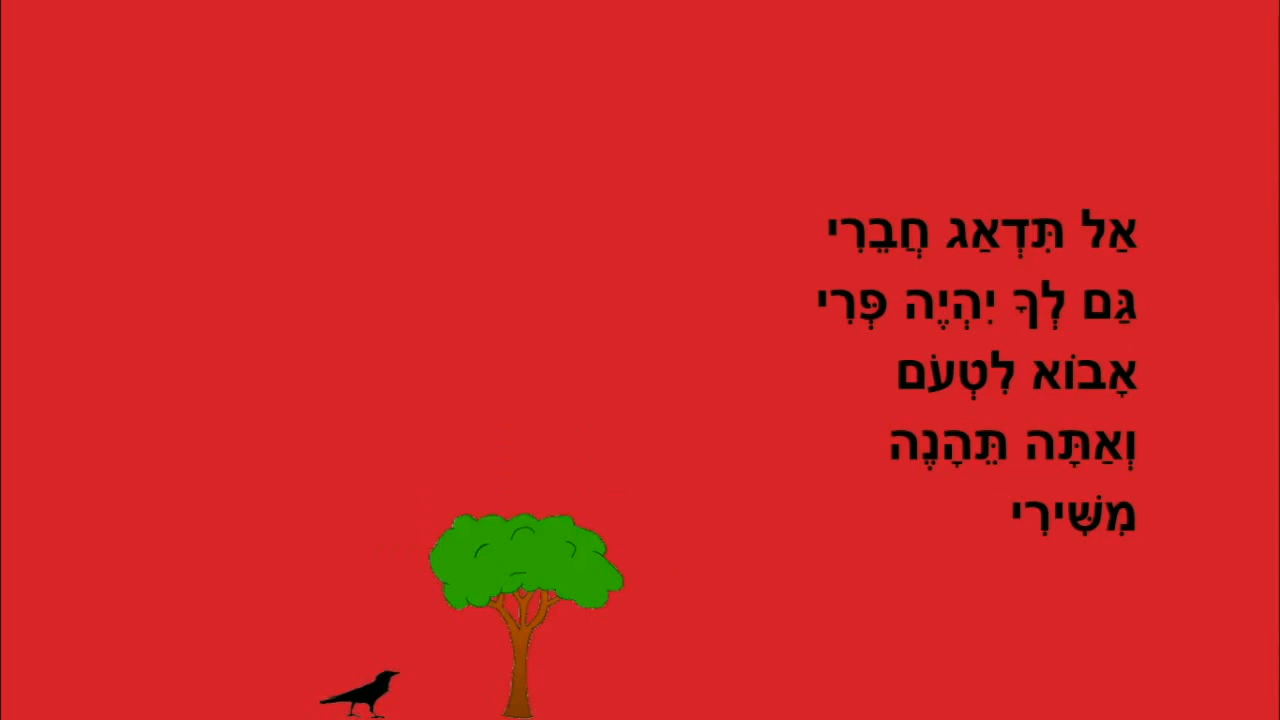 אַל תִּדְאַג חֲבֵרִי
גַּם לְךָ יִהְיֶה פְּרִי
אָבוֹא לִטְעֹם
וְאַתָּה תֵּהָנֶה
מִשִּׁירִי